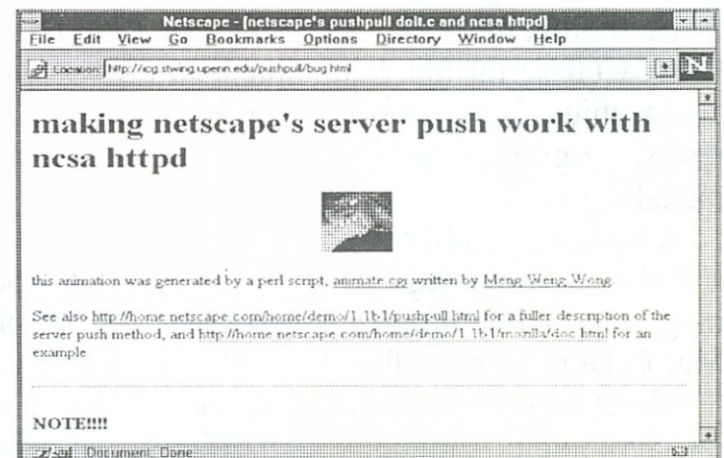 Netscape - [netscape's pushpull doit.c and ncsa httpd]
File Edit View Go Bookmarks Options Directory Window Help
Location: http://icg.stwing.upenn.edu/pushpull/bug.html
N
making netscape's server push work with
ncsa httpd
this animation was generated by a perl script, animate.cgi written by Meng Weng Wong.
See also http://home.netscape.com/home/demo/1.1b1/pushpull.html for a fuller description of the
server push method, and http://home.netscape.com/home/demo/1.1b1/mozilla/doc.html for an
example
NOTE!!!!
Document: Done